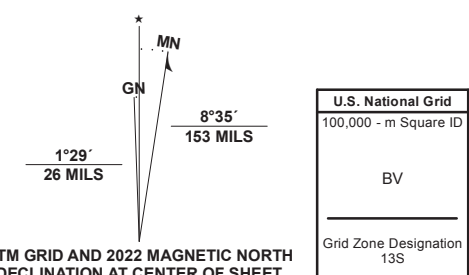 ★
MN
GN
8°35´
153 MILS
1°29´
26 MILS
TM GRID AND 2022 MAGNETIC NORTH
DECLINATION AT CENTER OF SHEET
U.S. National Grid
100,000 - m Square ID
BV
Grid Zone Designation
13S